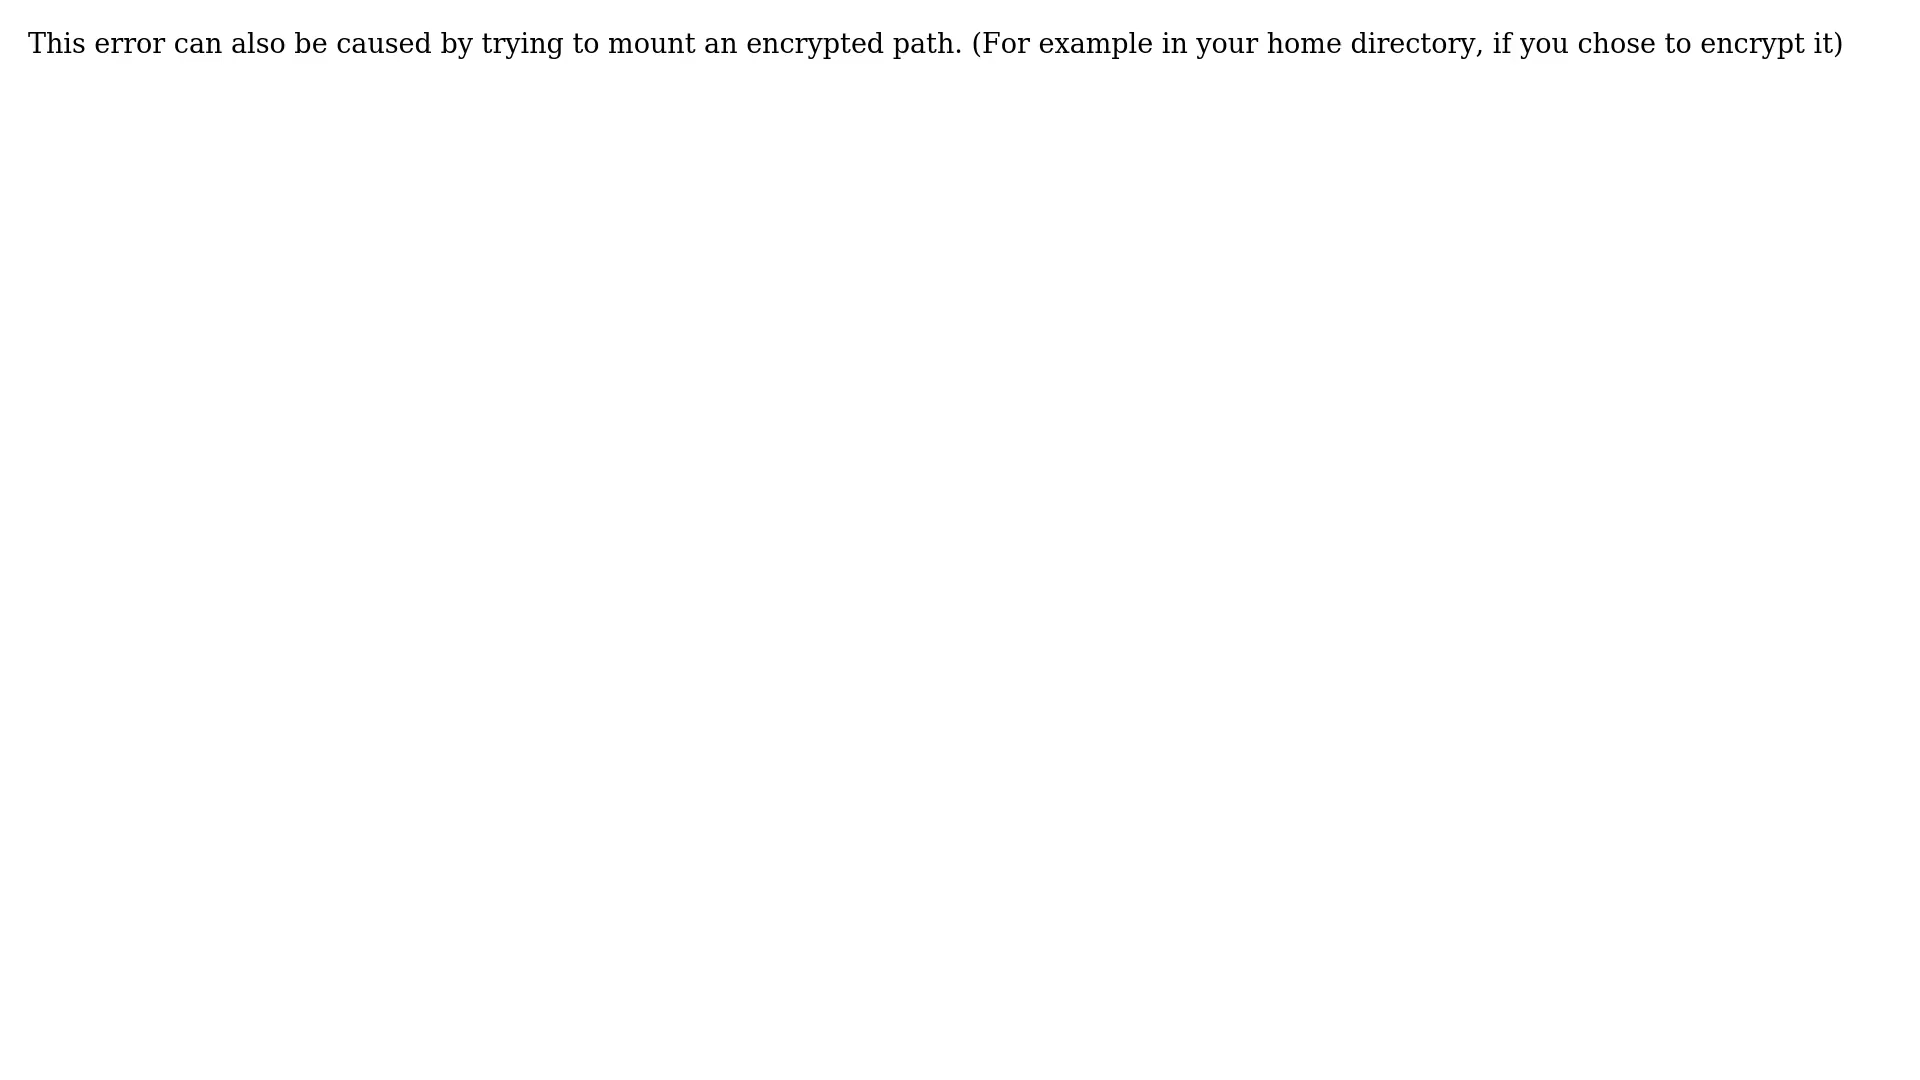 This error can also be caused by trying to mount an encrypted path. (For example in your home directory, if you chose to encrypt it)